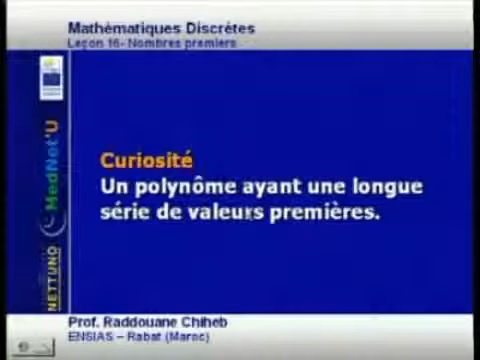 Mathématiques Discrètes
Leçon 16- Nombres premiers
Curiosité
Un polynôme ayant une longue
série de valeurs premières.
NETTUNO
MedNet'U
Prof. Raddouane Chiheb
ENSIAS – Rabat (Maroc)